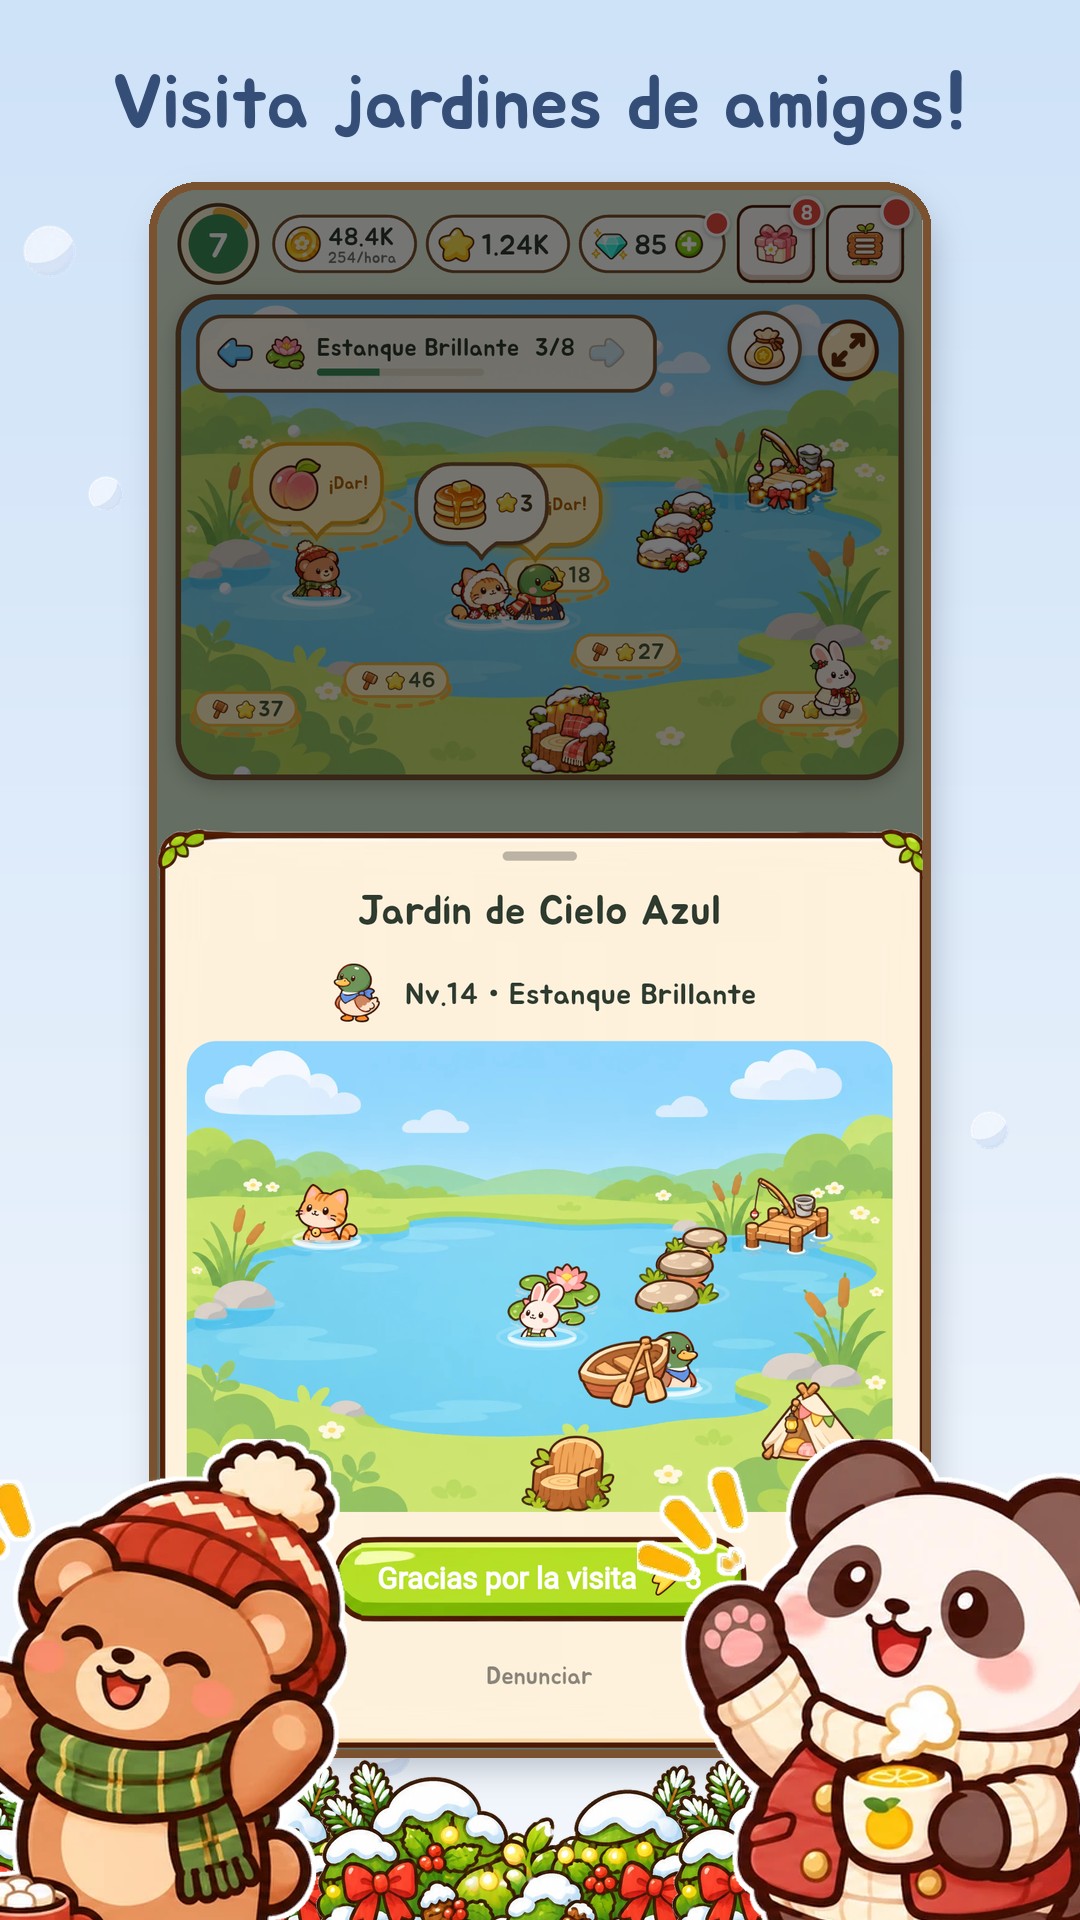 Visita jardines de amigos!
7
48.4K
254/hora
1.24K
85
8
Estanque Brillante 3/8
¡Dar!
3
¡Dar!
18
27
46
37
Jardín de Cielo Azul
Nv.14 • Estanque Brillante
Gracias por la visita 3
Denunciar